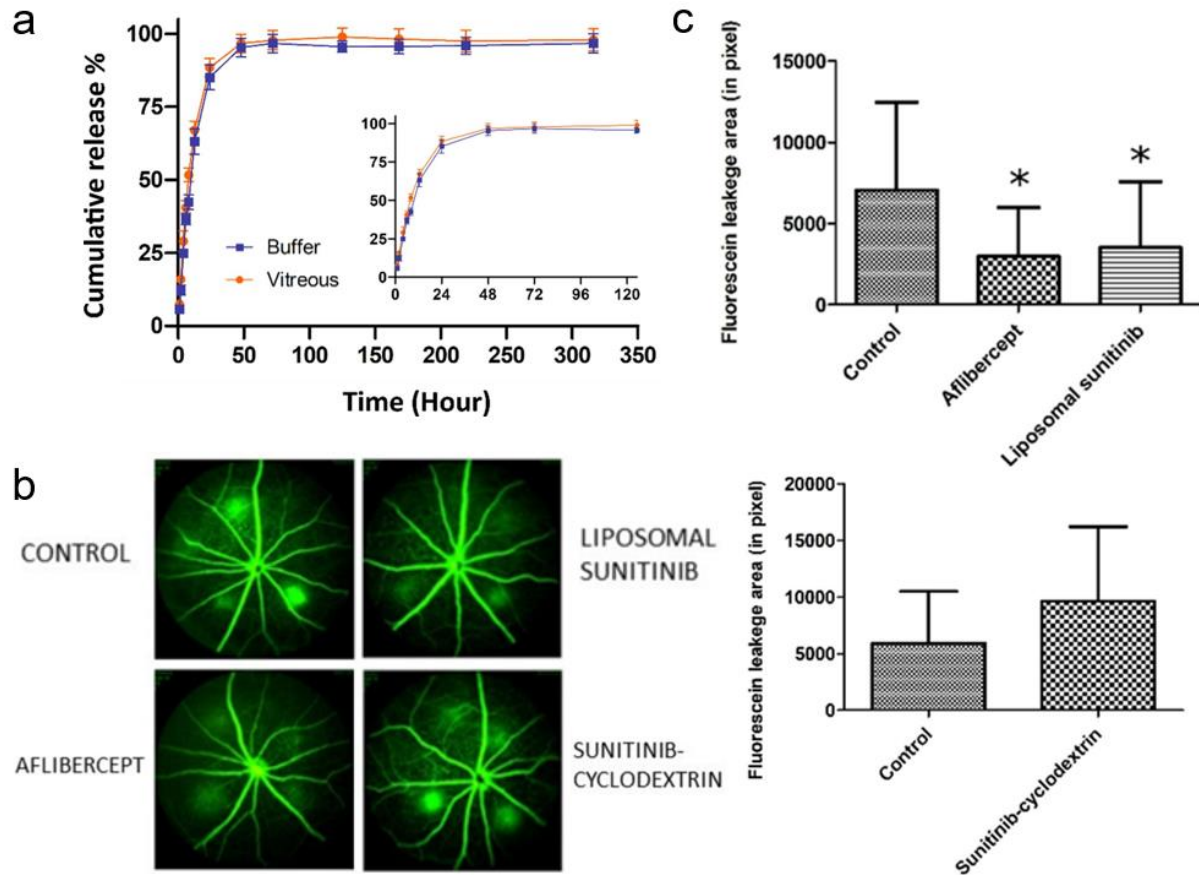 a
100
75
50
25
0
Cumulative release %
0 50 100 150 200 250 300 350
Time (Hour)
Buffer
Vitreous
100
75
50
25
0
0 24 48 72 96 120
b
CONTROL
LIPOSOMAL
SUNITINIB
AFLIBERCEPT
SUNITINIB-
CYCLODEXTRIN
c
Fluorescein leakege area (in pixel)
15000
10000
5000
0
*
*
Control
Aflibercept
Liposomal sunitinib
Fluorescein leakege area (in pixel)
20000
15000
10000
5000
0
Control
Sunitinib-cyclodextrin